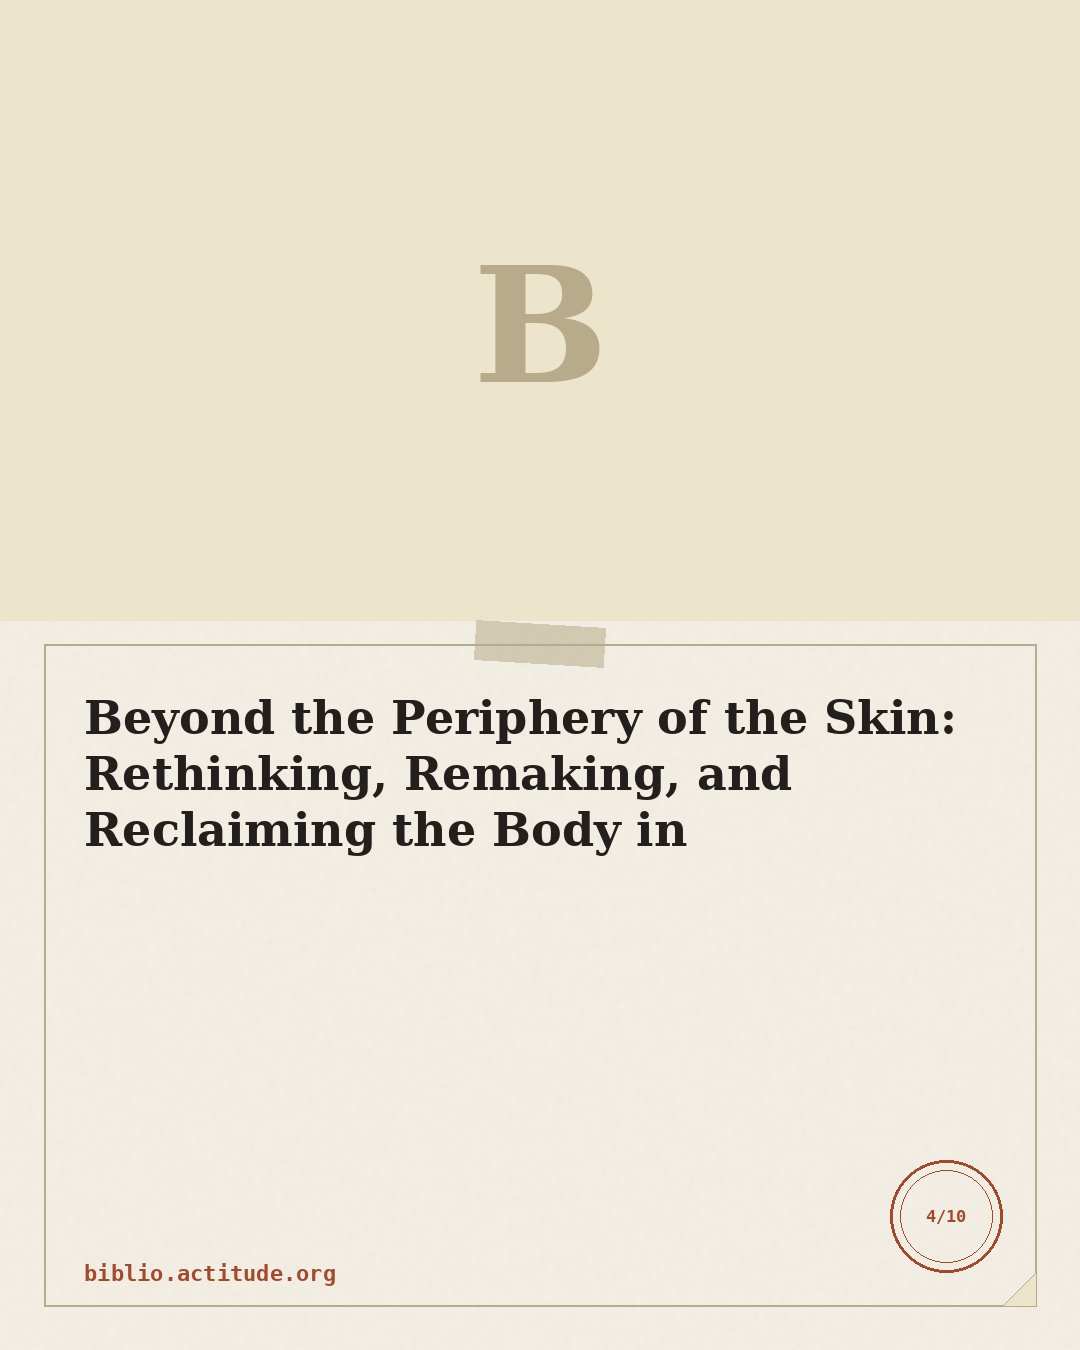 B
Beyond the Periphery of the Skin:
Rethinking, Remaking, and
Reclaiming the Body in
4/10
biblio.actitude.org